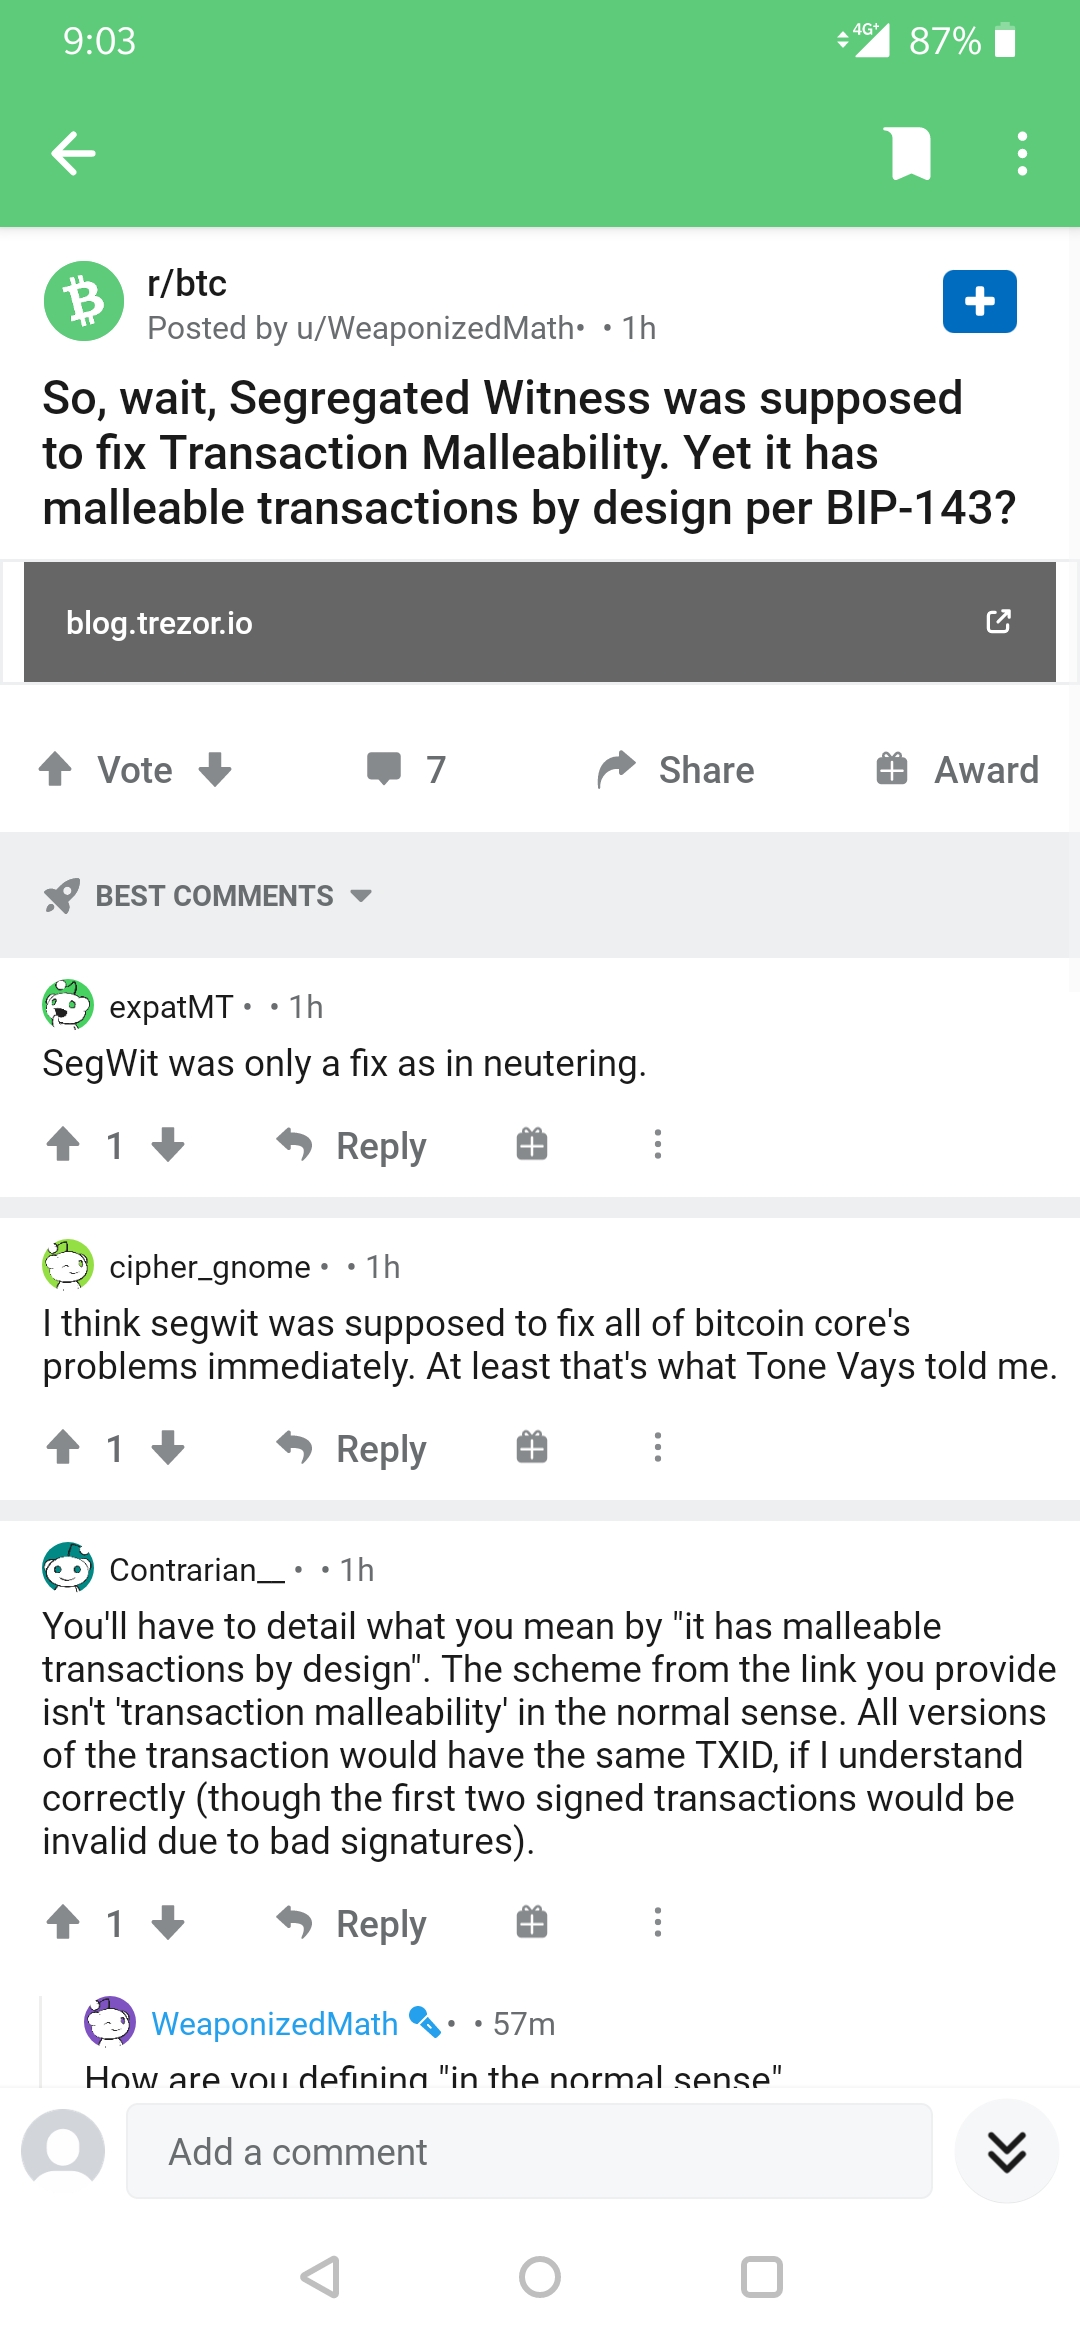 9:03
4G+ 87%
r/btc
Posted by u/WeaponizedMath• • 1h
So, wait, Segregated Witness was supposed
to fix Transaction Malleability. Yet it has
malleable transactions by design per BIP-143?
blog.trezor.io
Vote 7 Share Award
BEST COMMENTS
expatMT • • 1h
SegWit was only a fix as in neutering.
1 Reply
cipher_gnome • • 1h
I think segwit was supposed to fix all of bitcoin core's
problems immediately. At least that's what Tone Vays told me.
1 Reply
Contrarian__ • • 1h
You'll have to detail what you mean by "it has malleable
transactions by design". The scheme from the link you provide
isn't 'transaction malleability' in the normal sense. All versions
of the transaction would have the same TXID, if I understand
correctly (though the first two signed transactions would be
invalid due to bad signatures).
1 Reply
WeaponizedMath • • 57m
How are you defining "in the normal sense"
Add a comment